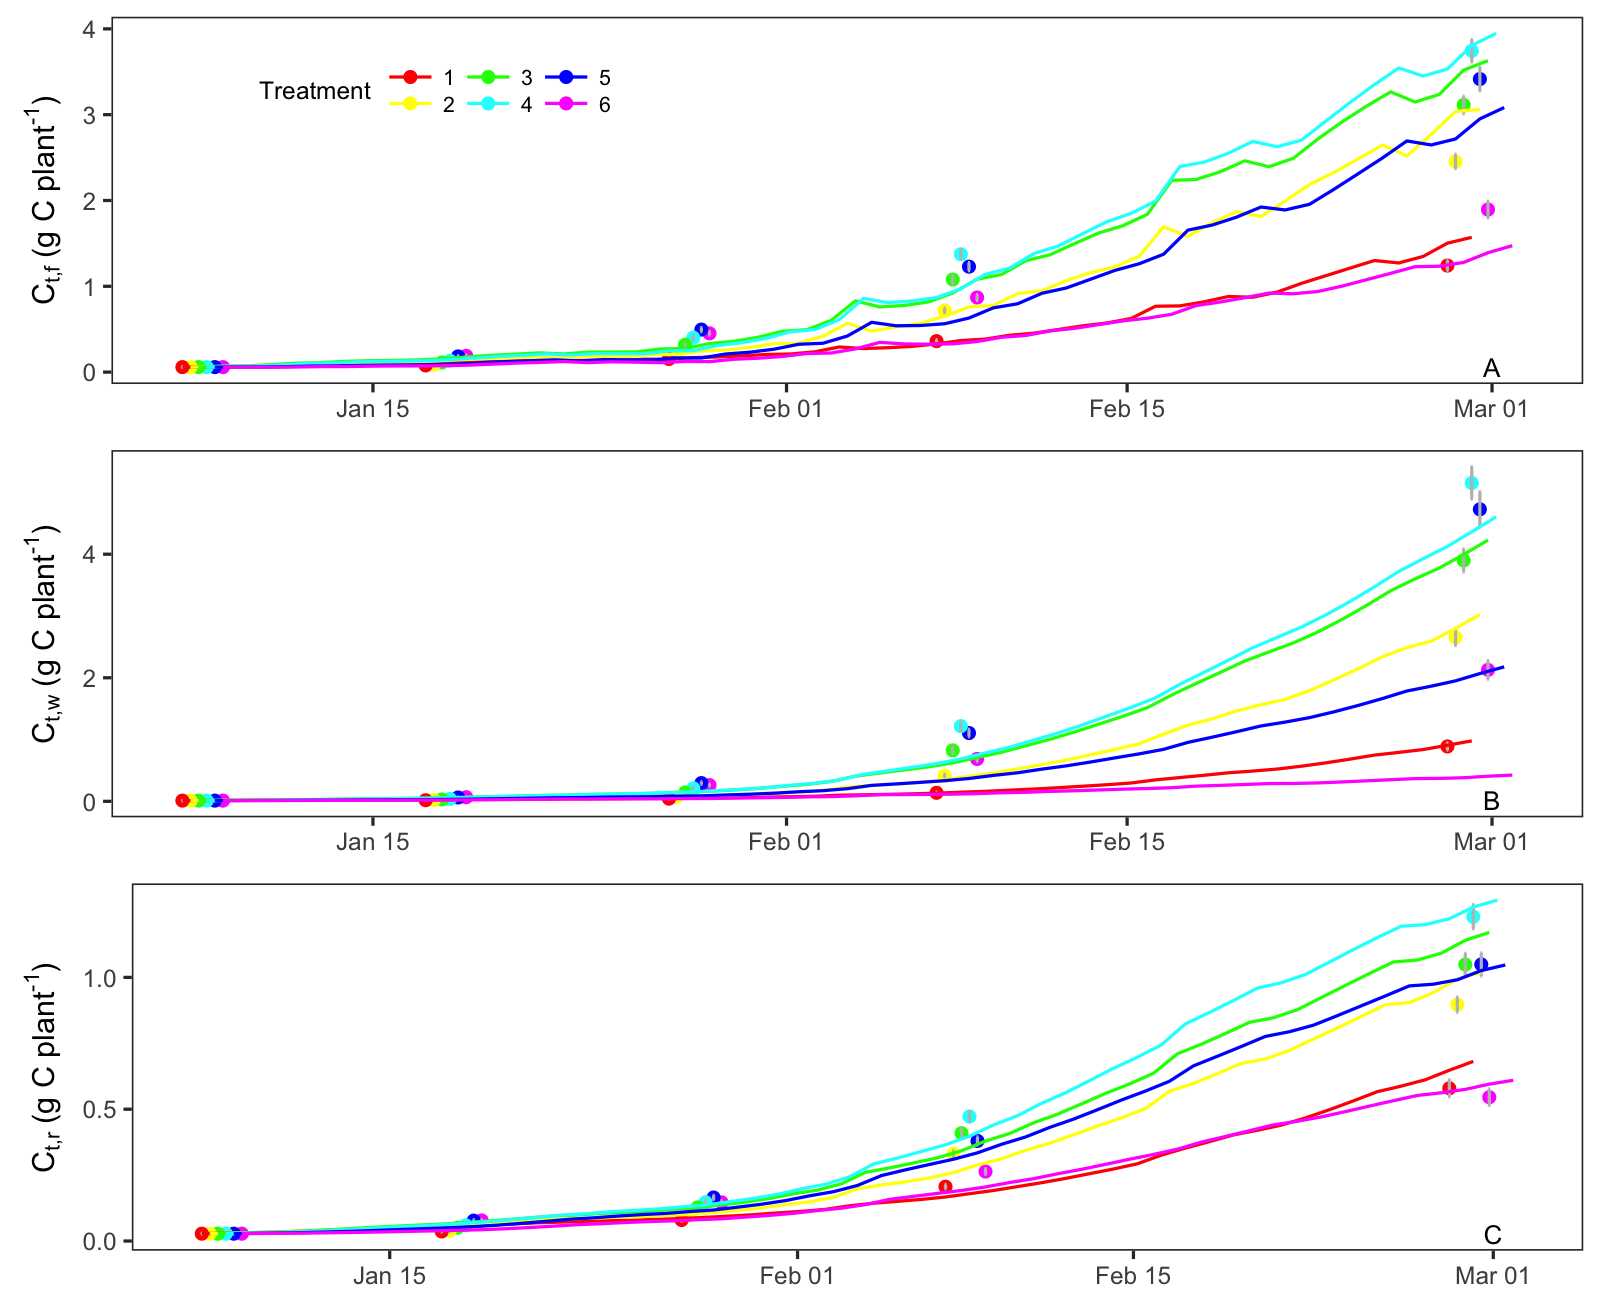 4
3
2
1
0
C_t,f (g C plant^-1)
Treatment
1 3 5
2 4 6
A
Jan 15 Feb 01 Feb 15 Mar 01
4
2
0
C_t,w (g C plant^-1)
B
Jan 15 Feb 01 Feb 15 Mar 01
1.0
0.5
0.0
C_t,r (g C plant^-1)
C
Jan 15 Feb 01 Feb 15 Mar 01